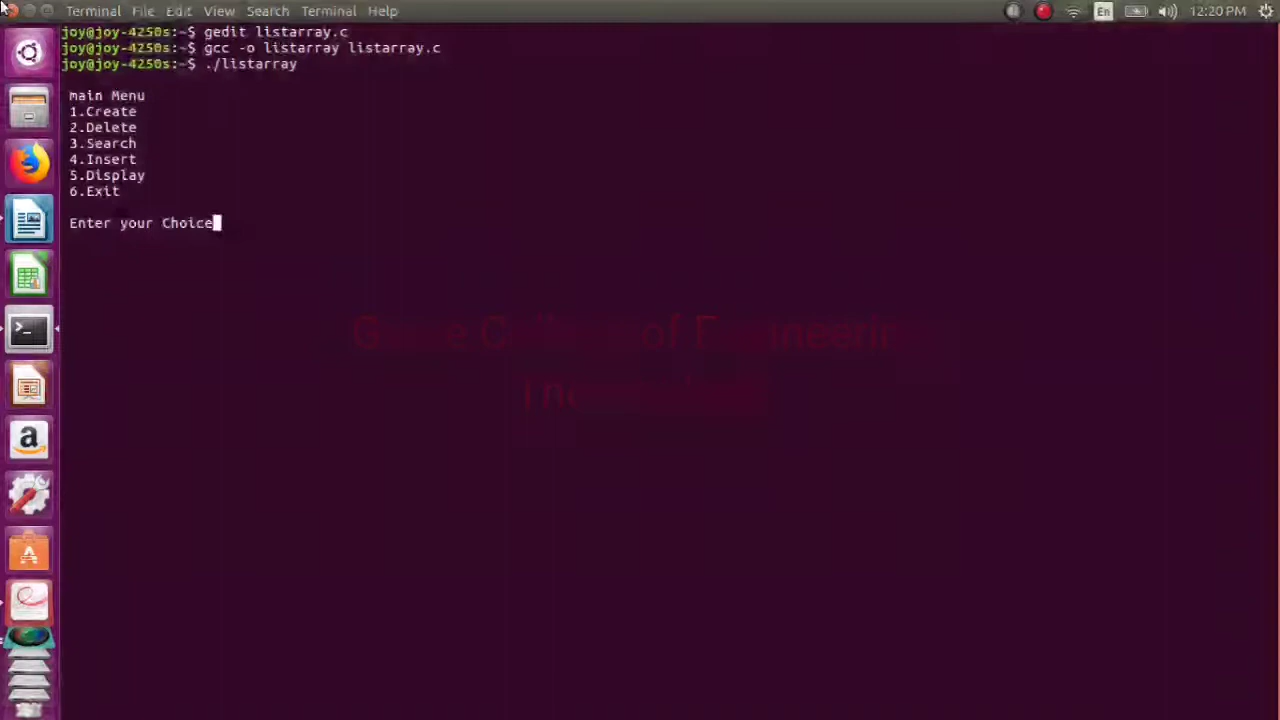 Terminal File Edit View Search Terminal Help En 12:20 PM
joy@joy-4250s:~$ gedit listarray.c
joy@joy-4250s:~$ gcc -o listarray listarray.c
joy@joy-4250s:~$ ./listarray
main Menu
1.Create
2.Delete
3.Search
4.Insert
5.Display
6.Exit
Enter your Choice
of